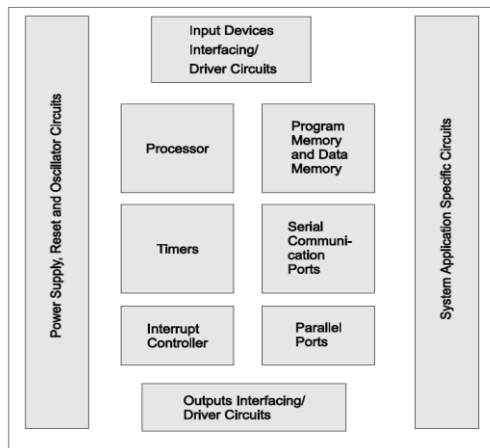 Input Devices
Interfacing/
Driver Circuits
Power Supply, Reset and Oscillator Circuits
Processor
Program
Memory
and Data
Memory
Timers
Serial
Communi-
cation
Ports
Interrupt
Controller
Parallel
Ports
Outputs Interfacing/
Driver Circuits
System Application Specific Circuits